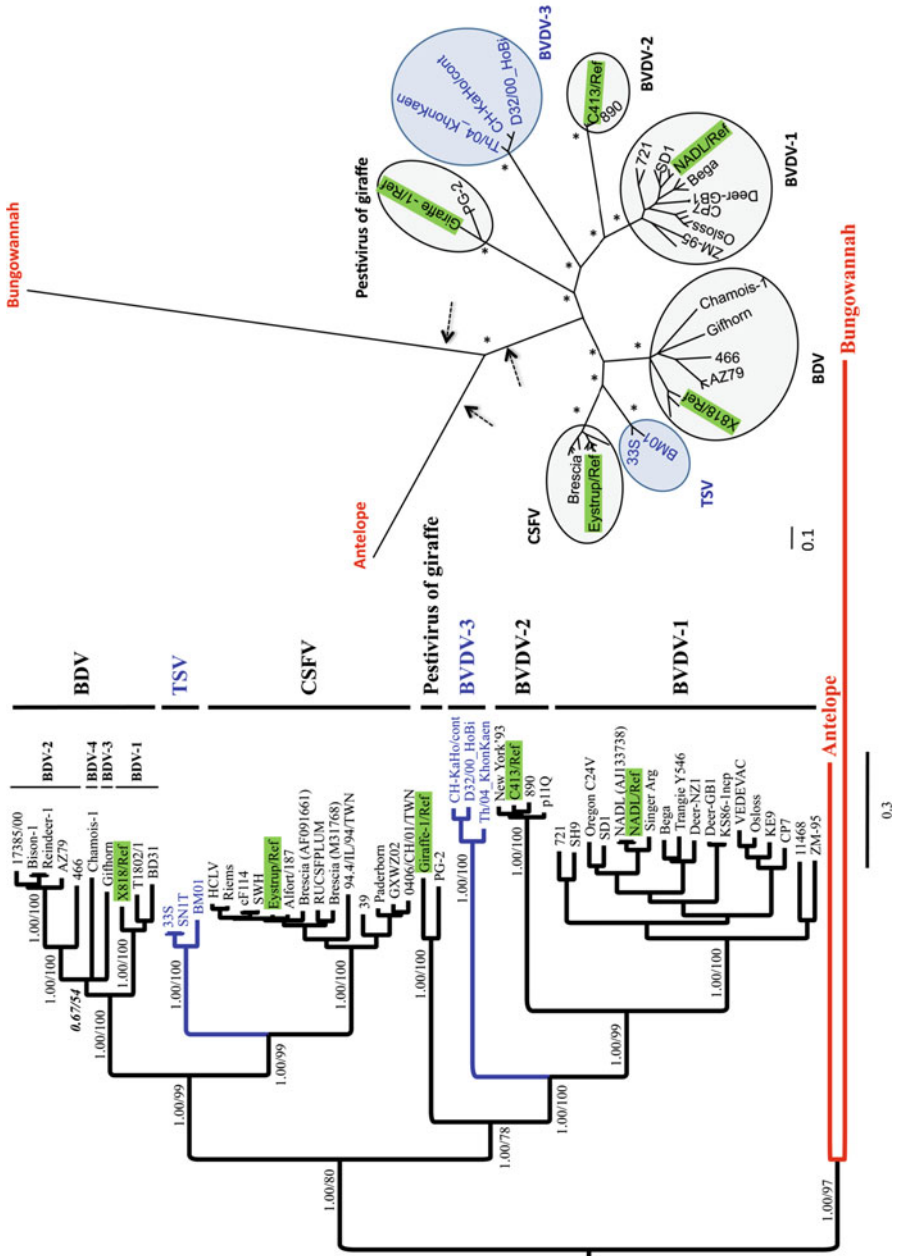 17385/00
Bison-1
Reindeer-1
AZ79
466
Chamois-1
Gifhorn
X818/Ref
T1802/1
BD31
BDV-2
BDV-4
BDV-3
BDV-1
BDV
33S
SN1T
BM01
TSV
HCLV
Riems
cF114
SWH
Eystrup/Ref
Alfort/187
Brescia (AF091661)
RUCSFPLUM
Brescia (M31768)
94.4/IL/94/TWN
39
Paderborn
GXWZ02
0406/CH/01/TWN
CSFV
Giraffe-1/Ref
PG-2
Pestivirus of giraffe
CH-KaHo/cont
D32/00_HoBi
Th/04_KhonKaen
BVDV-3
New York'93
C413/Ref
890
p11Q
BVDV-2
721
SH9
Oregon C24V
SD1
NADL (AJ133738)
NADL/Ref
Singer Arg
Bega
Trangie Y546
Deer-NZ1
Deer-GB1
KS86-1ncp
VEDEVAC
Osloss
KE9
CP7
11468
ZM-95
BVDV-1
Antelope
Bungowannah
1.00/100
1.00/100
0.67/54
1.00/100
1.00/100
1.00/100
1.00/99
1.00/100
1.00/99
1.00/80
1.00/100
1.00/78
1.00/100
1.00/100
1.00/100
1.00/99
1.00/100
1.00/97
0.3
Bungowannah
Antelope
Pestivirus of giraffe
Giraffe -1/Ref
PG-2
BVDV-3
Th/04_KhonKaen
CH-KaHo/cont
D32/00_HoBi
BVDV-2
C413/Ref
890
BVDV-1
721
SD1
NADL/Ref
Bega
Deer-GB1
CP7
Osloss
ZM-95
BDV
Chamois-1
Gifhorn
466
AZ79
X818/Ref
TSV
33S
BM01
CSFV
Brescia
Eystrup/Ref
0.1